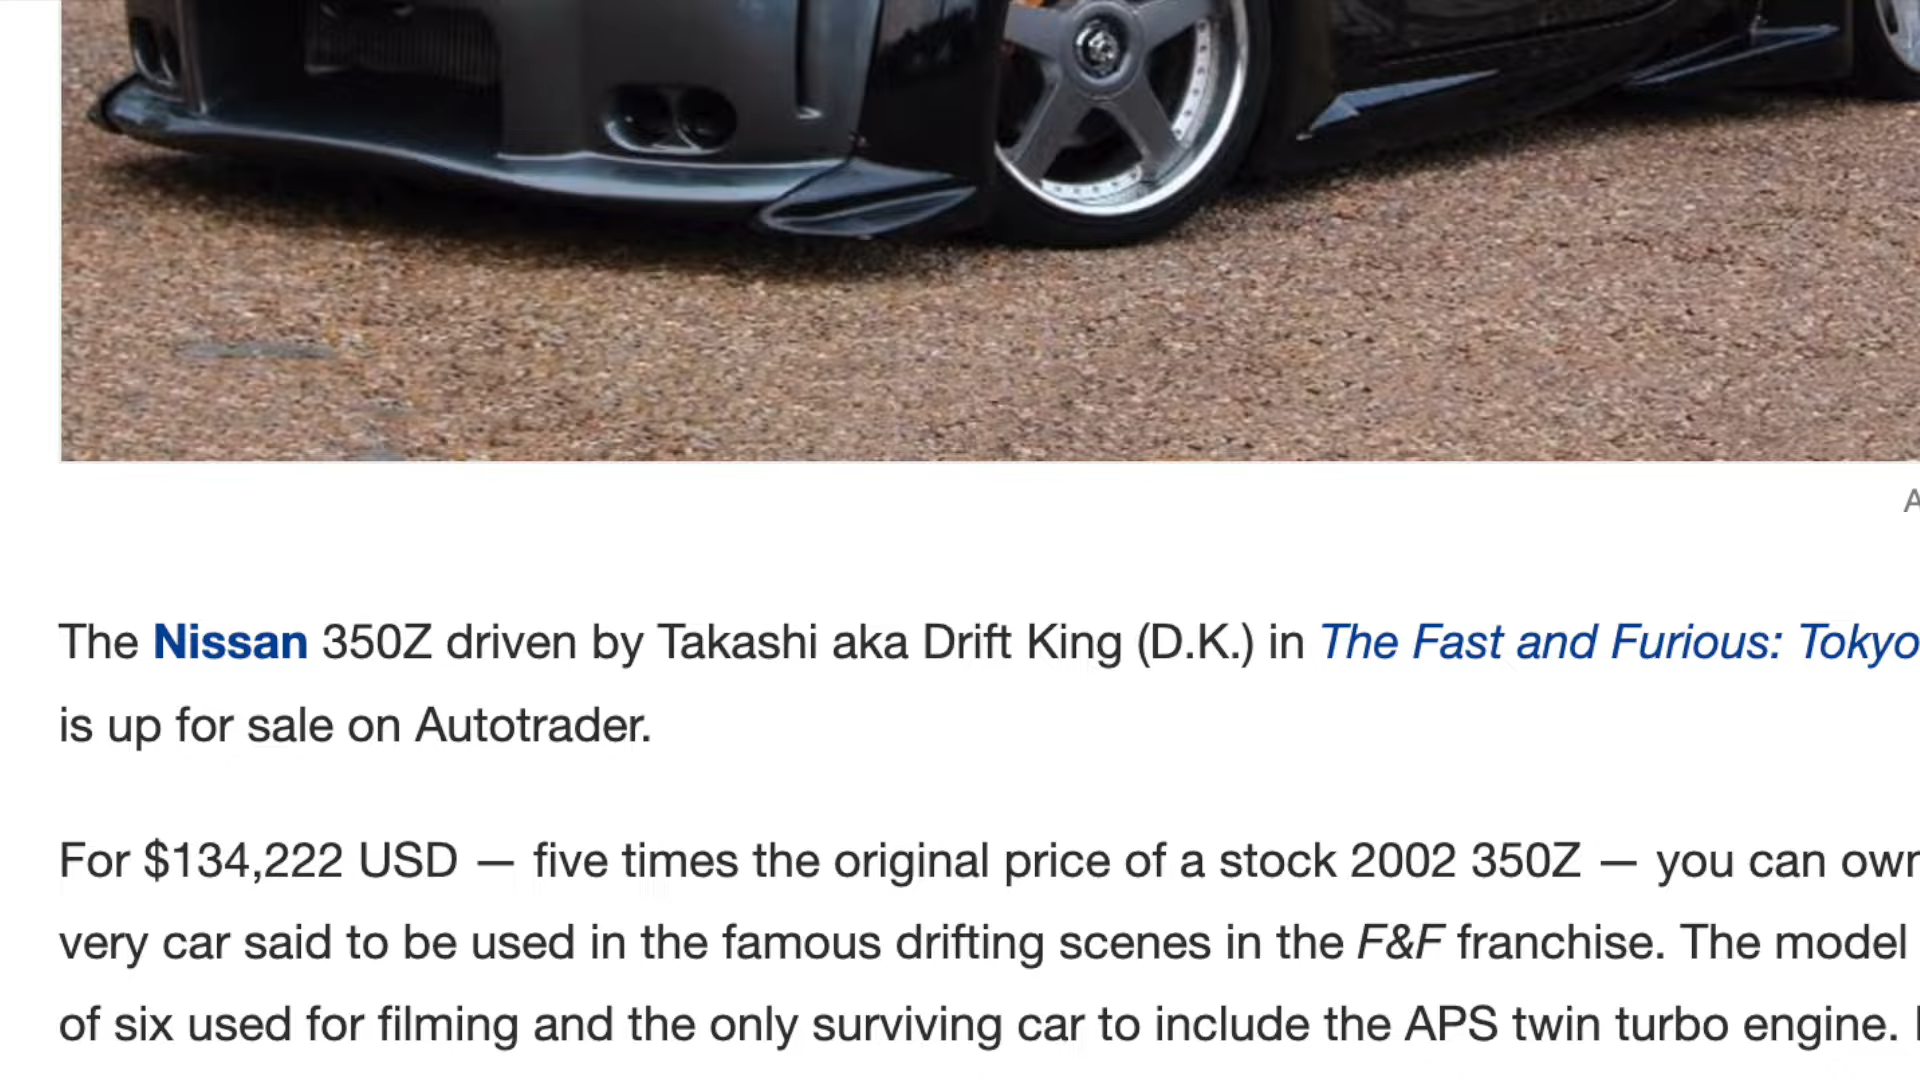 A
The Nissan 350Z driven by Takashi aka Drift King (D.K.) in The Fast and Furious: Tokyo
is up for sale on Autotrader.
For $134,222 USD — five times the original price of a stock 2002 350Z — you can own
very car said to be used in the famous drifting scenes in the F&F franchise. The model
of six used for filming and the only surviving car to include the APS twin turbo engine.